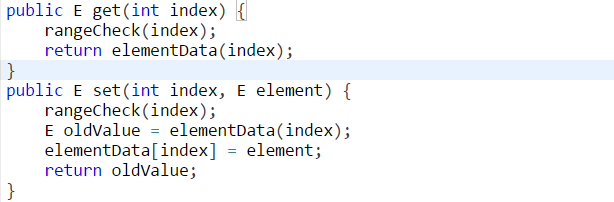 public E get(int index) {
    rangeCheck(index);
    return elementData(index);
}
public E set(int index, E element) {
    rangeCheck(index);
    E oldValue = elementData(index);
    elementData[index] = element;
    return oldValue;
}